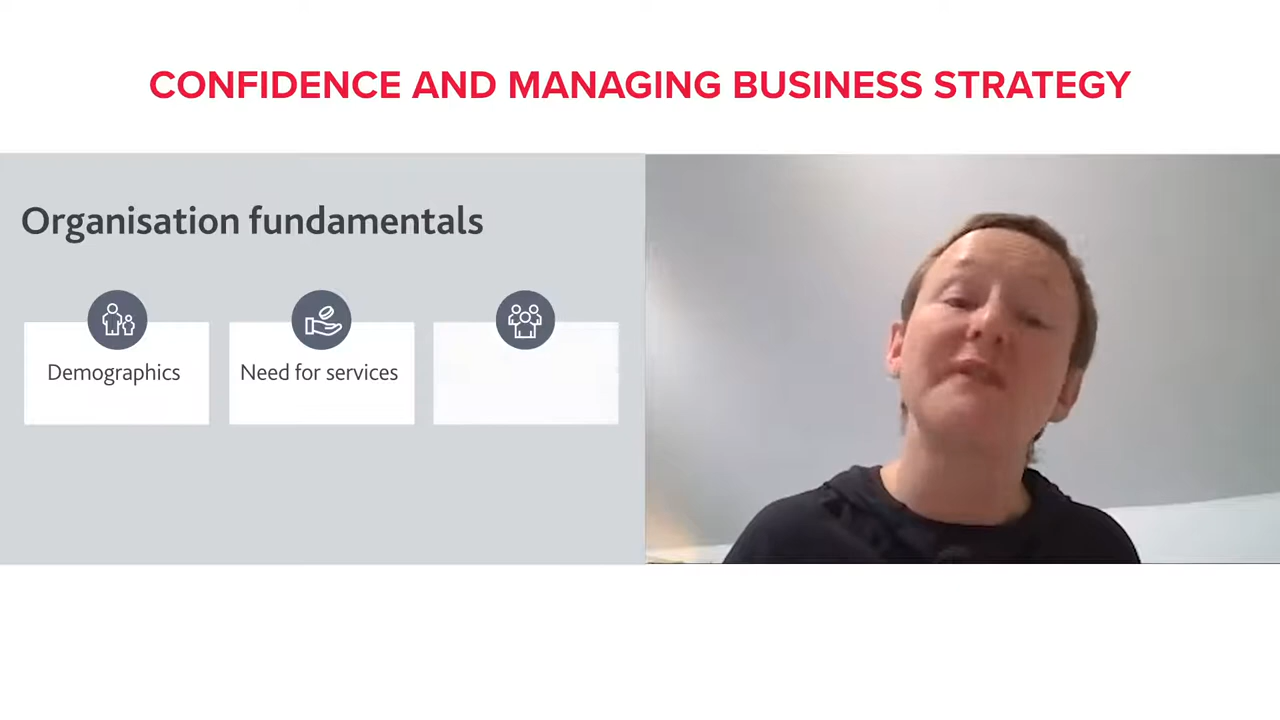 CONFIDENCE AND MANAGING BUSINESS STRATEGY
Organisation fundamentals
Demographics
Need for services